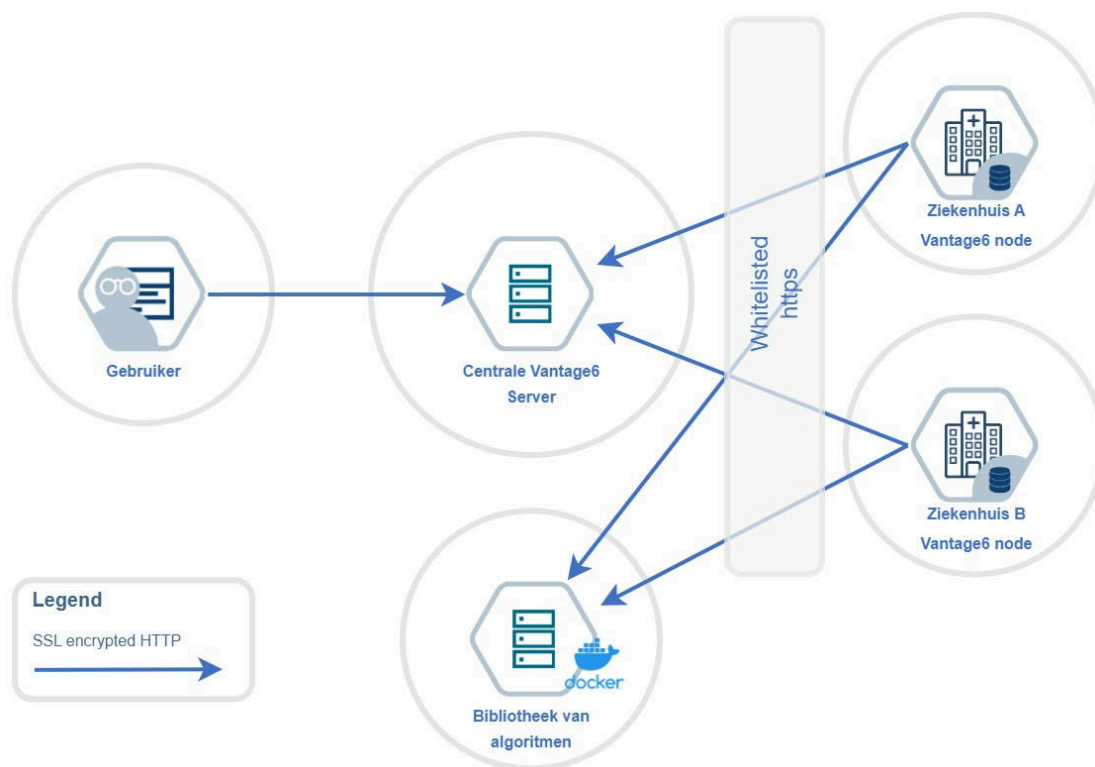 Ziekenhuis A
Vantage6 node
Whitelisted
https
Gebruiker
Centrale Vantage6
Server
Ziekenhuis B
Vantage6 node
Legend
SSL encrypted HTTP
docker
Bibliotheek van
algoritmen